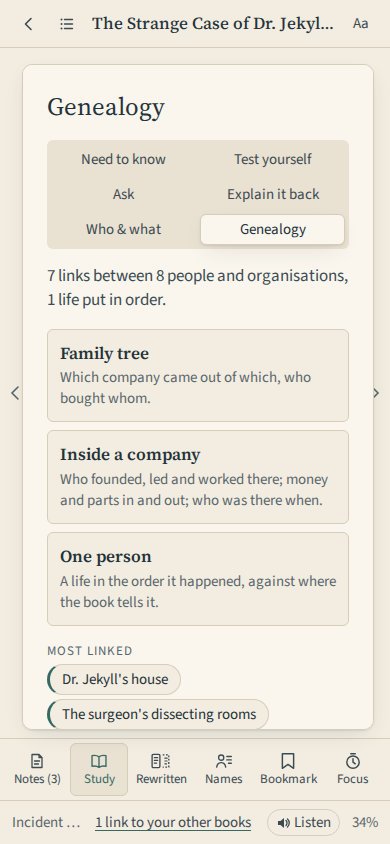 The Strange Case of Dr. Jekyl...
Aa
Genealogy
Need to know
Test yourself
Ask
Explain it back
Who & what
Genealogy
7 links between 8 people and organisations,
1 life put in order.
Family tree
Which company came out of which, who
bought whom.
Inside a company
Who founded, led and worked there; money
and parts in and out; who was there when.
One person
A life in the order it happened, against where
the book tells it.
MOST LINKED
Dr. Jekyll's house
The surgeon's dissecting rooms
Notes (3)
Study
Rewritten
Names
Bookmark
Focus
Incident ...
1 link to your other books
Listen
34%